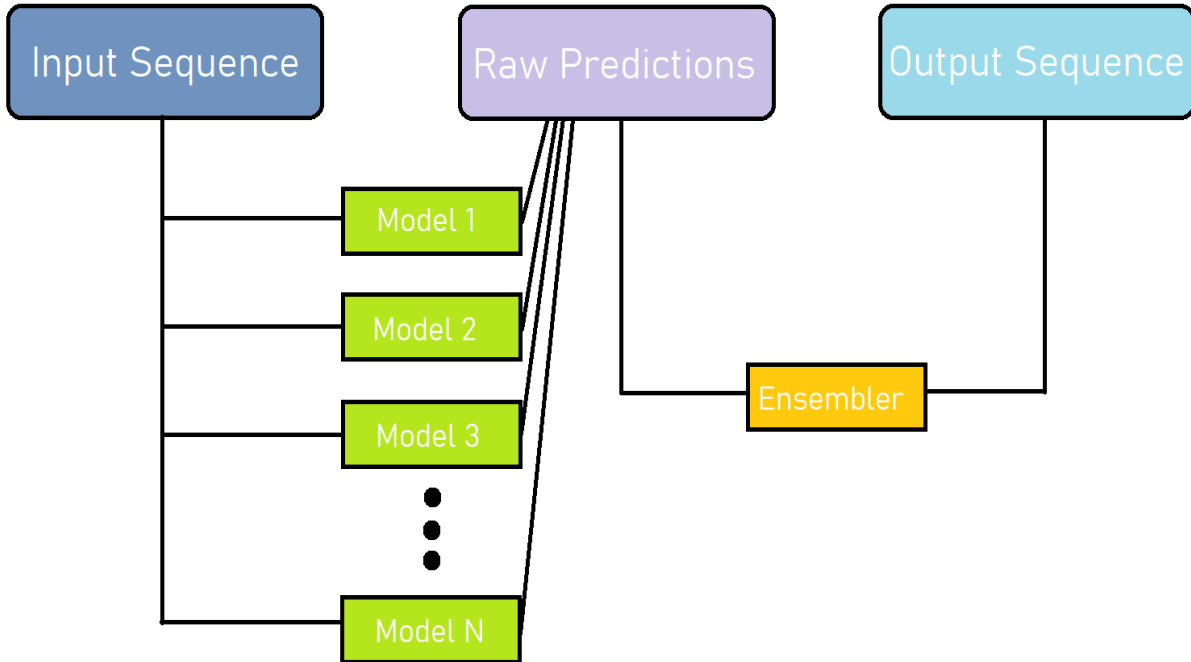 Input Sequence
Raw Predictions
Output Sequence
Model 1
Model 2
Model 3
Model N
Ensembler